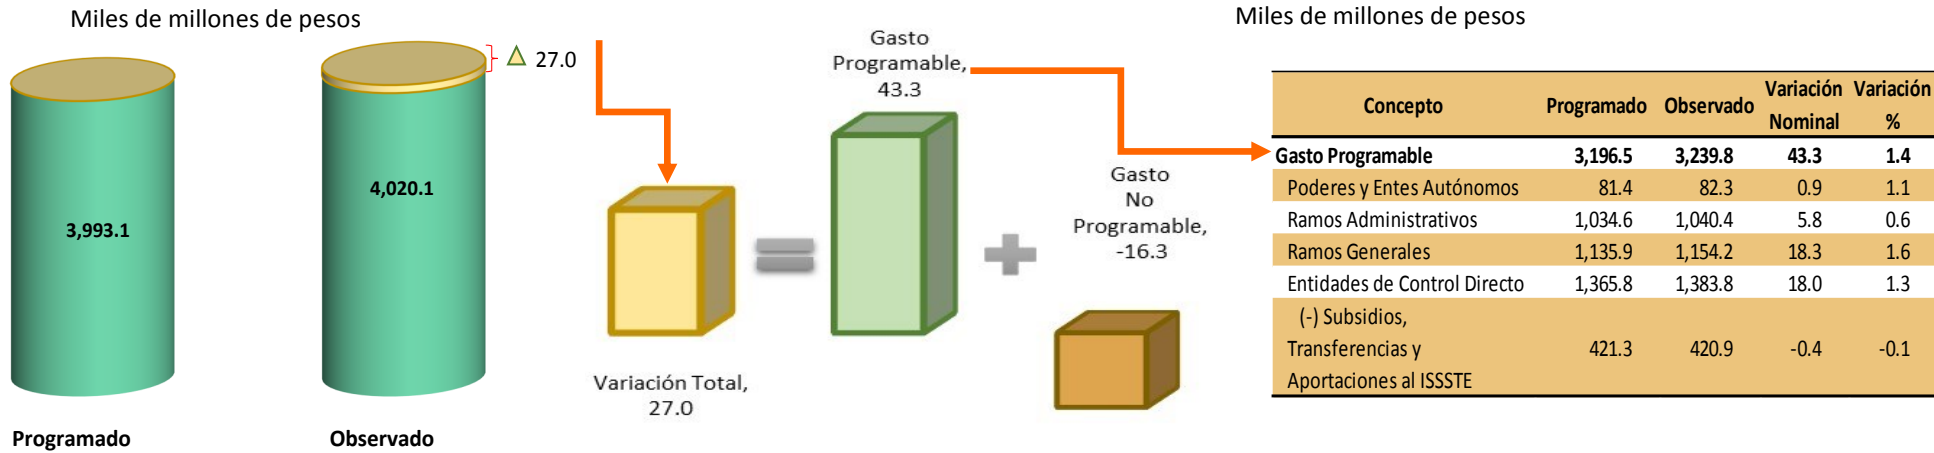 Miles de millones de pesos
3,993.1
Programado
4,020.1
Observado
27.0
Variación Total,
27.0
Gasto
Programable,
43.3
Gasto
No
Programable,
-16.3
Miles de millones de pesos
Concepto Programado Observado Variación Nominal Variación %
Gasto Programable 3,196.5 3,239.8 43.3 1.4
Poderes y Entes Autónomos 81.4 82.3 0.9 1.1
Ramos Administrativos 1,034.6 1,040.4 5.8 0.6
Ramos Generales 1,135.9 1,154.2 18.3 1.6
Entidades de Control Directo 1,365.8 1,383.8 18.0 1.3
(-) Subsidios,
Transferencias y 421.3 420.9 -0.4 -0.1
Aportaciones al ISSSTE